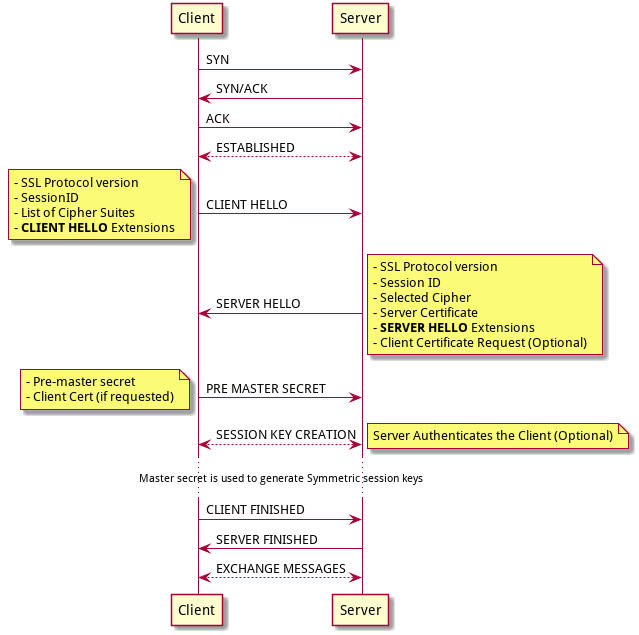 Client
Server
SYN
SYN/ACK
ACK
ESTABLISHED
- SSL Protocol version
- SessionID
- List of Cipher Suites
- CLIENT HELLO Extensions
CLIENT HELLO
- SSL Protocol version
- Session ID
- Selected Cipher
- Server Certificate
- SERVER HELLO Extensions
- Client Certificate Request (Optional)
SERVER HELLO
- Pre-master secret
- Client Cert (if requested)
PRE MASTER SECRET
SESSION KEY CREATION
Server Authenticates the Client (Optional)
Master secret is used to generate Symmetric session keys
CLIENT FINISHED
SERVER FINISHED
EXCHANGE MESSAGES
Client
Server